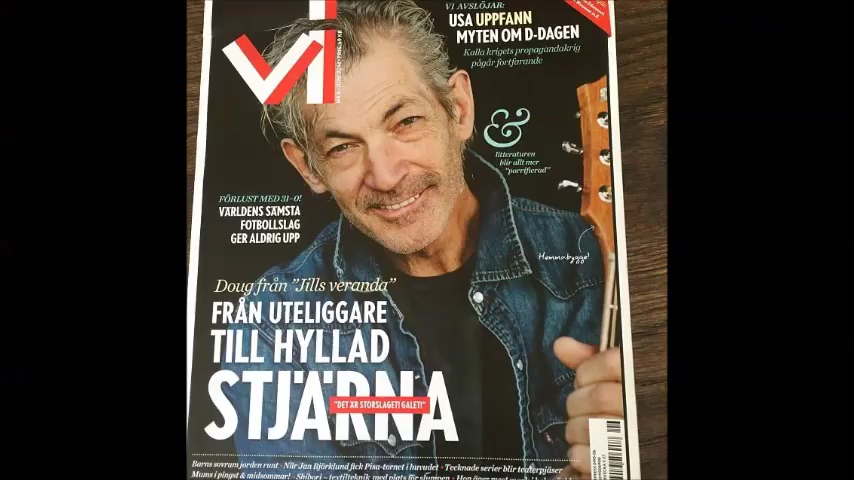 VI AVSLÖJAR:
USA UPPFANN
MYTEN OM D-DAGEN
Kalla krigets propagandakrig
pågår fortfarande
vi
&
litteraturen
blir allt mer
"porrifierad"
FÖRLUST MED 31–0!
VÄRLDENS SÄMSTA
FOTBOLLSLAG
GER ALDRIG UPP
Hemmabygge!
Doug från "Jills veranda"
FRÅN UTELIGGARE
TILL HYLLAD
STJÄRNA
"DET ÄR STORSLAGET! GALET!"
Barns sovrum jorden runt · När Jan Björklund fick Pisa-tornet i huvudet · Tecknade serier blir teaterpjäser
Mums i pingst & midsommar! · Shibori – textilteknik med plats för slumpen ·